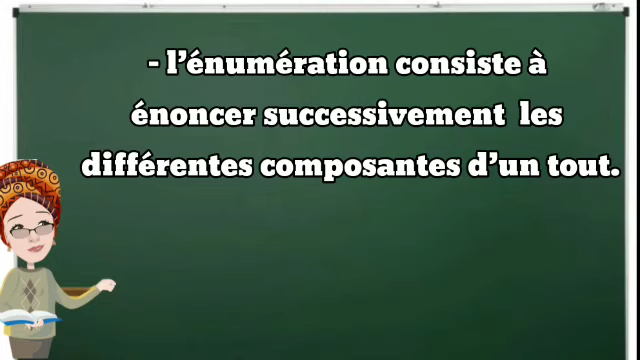 - l'énumération consiste à
énoncer successivement les
différentes composantes d'un tout.